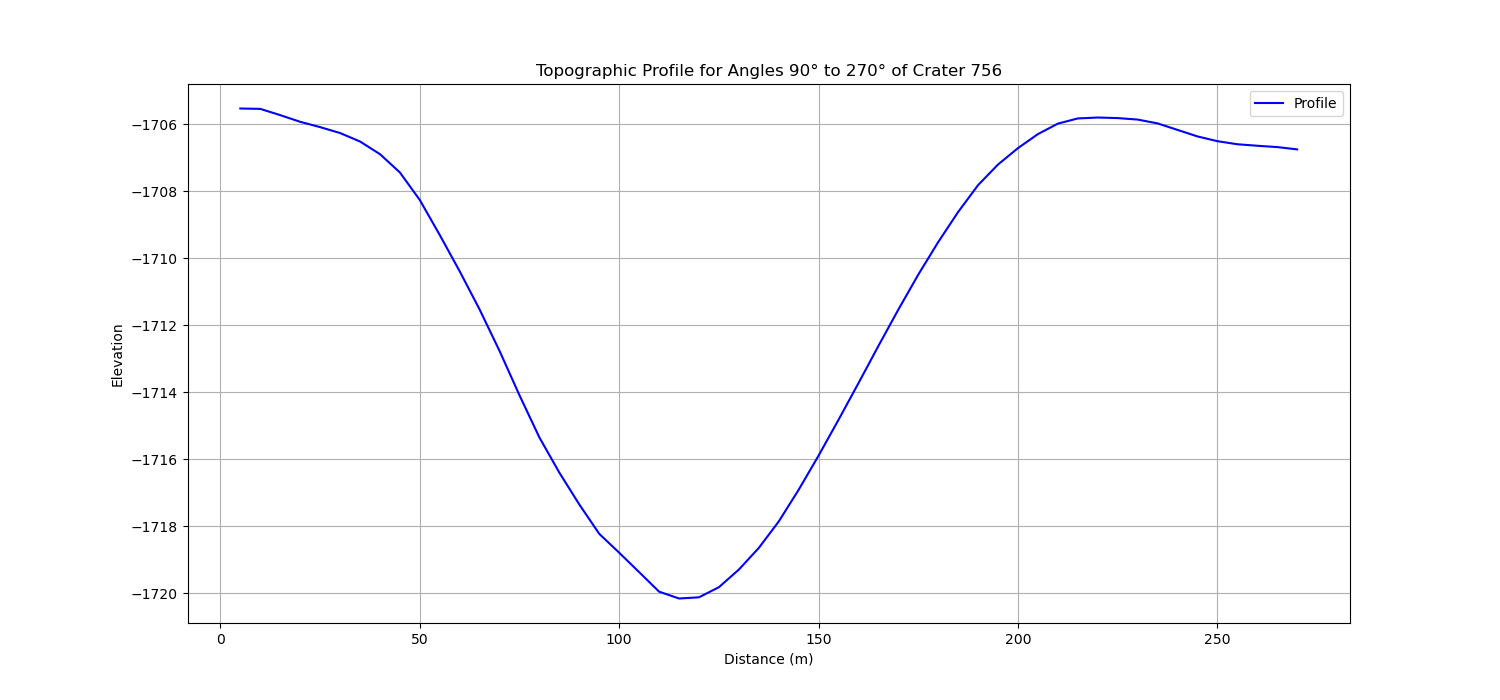 Topographic Profile for Angles 90° to 270° of Crater 756
Profile
−1706
−1708
−1710
−1712
−1714
−1716
−1718
−1720
Elevation
0 50 100 150 200 250
Distance (m)